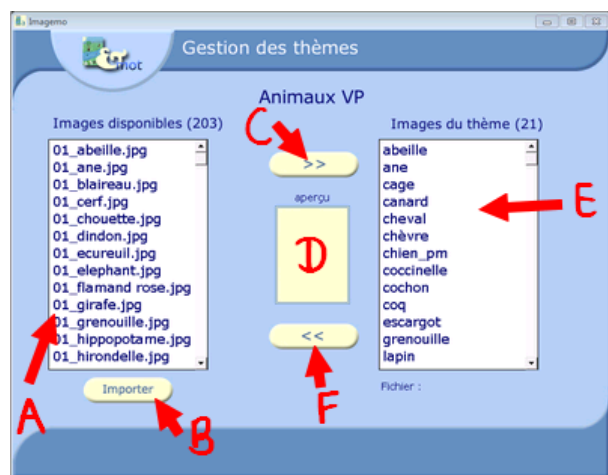 Imagemo
Gestion des thèmes
mot
Animaux VP
Images disponibles (203)
C
Images du thème (21)
01_abeille.jpg
01_ane.jpg
01_blaireau.jpg
01_cerf.jpg
01_chouette.jpg
01_dindon.jpg
01_ecureuil.jpg
01_elephant.jpg
01_flamand rose.jpg
01_girafe.jpg
01_grenouille.jpg
01_hippopotame.jpg
01_hirondelle.jpg
A
Importer
B
>>
aperçu
D
<<
F
abeille
ane
cage
canard
cheval
chèvre
chien_pm
coccinelle
cochon
coq
escargot
grenouille
lapin
E
Fichier :